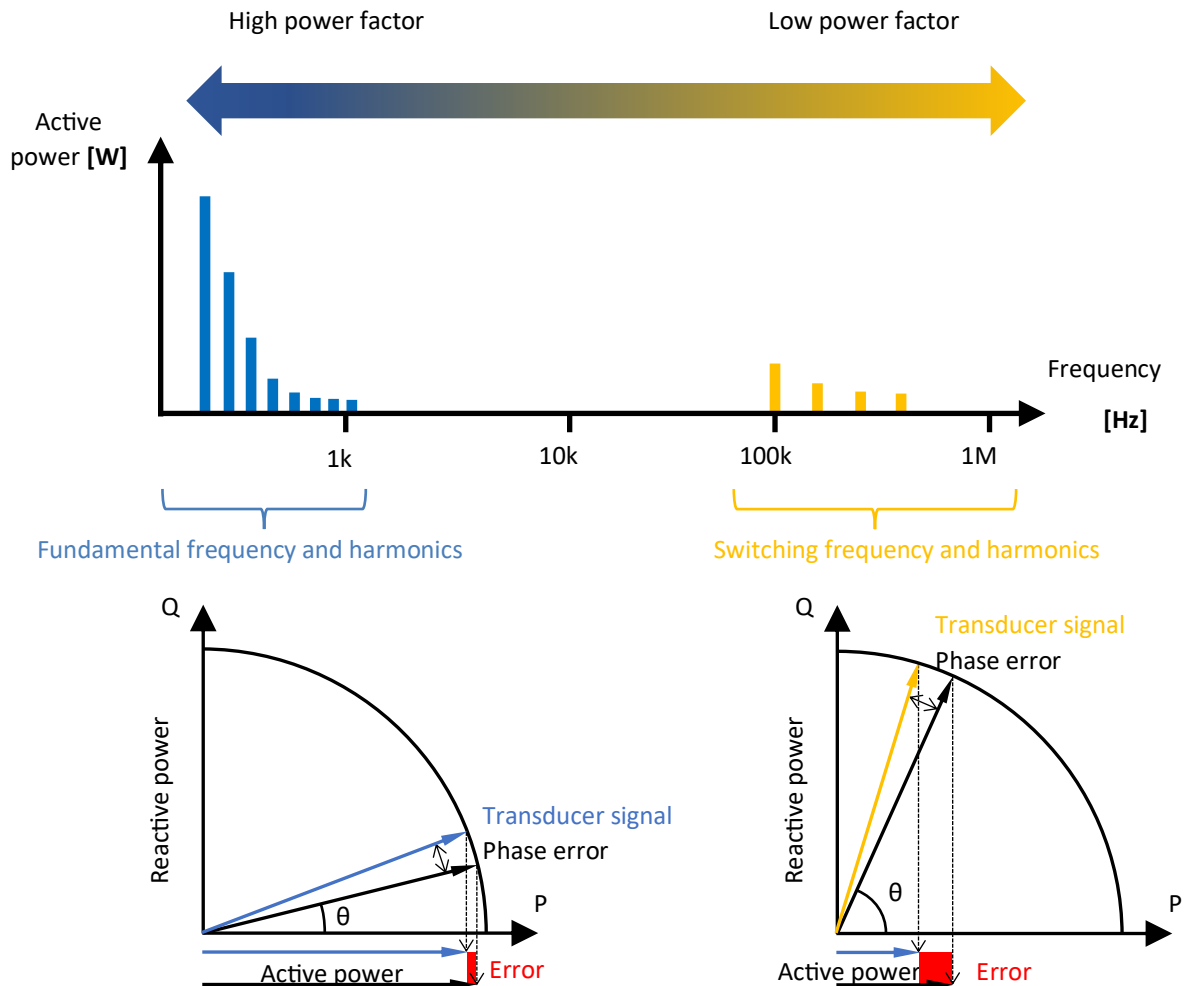 High power factor
Low power factor
Active
power [W]
Frequency
[Hz]
1k
10k
100k
1M
Fundamental frequency and harmonics
Switching frequency and harmonics
Q
Reactive power
Transducer signal
Phase error
θ
P
Active power
Error
Q
Reactive power
Transducer signal
Phase error
θ
P
Active power
Error